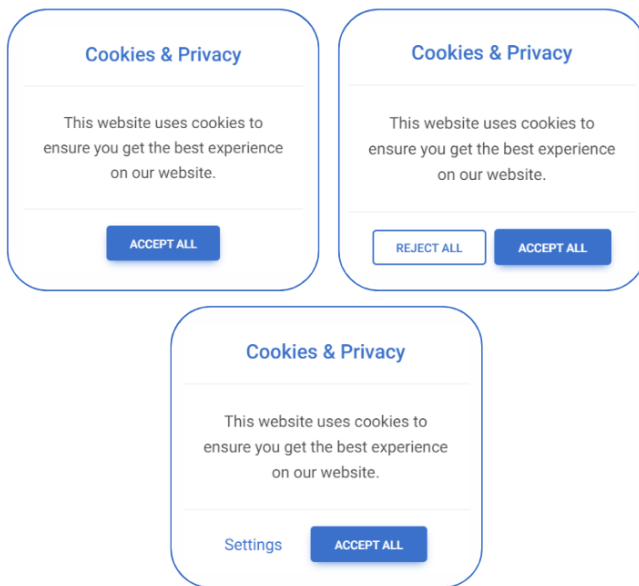 Cookies & Privacy
This website uses cookies to
ensure you get the best experience
on our website.
ACCEPT ALL
Cookies & Privacy
This website uses cookies to
ensure you get the best experience
on our website.
REJECT ALL
ACCEPT ALL
Cookies & Privacy
This website uses cookies to
ensure you get the best experience
on our website.
Settings
ACCEPT ALL